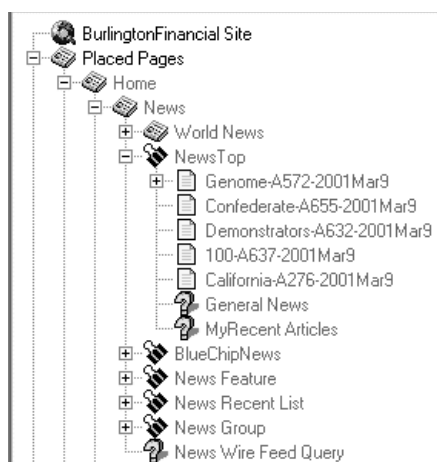 BurlingtonFinancial Site
Placed Pages
Home
News
World News
NewsTop
Genome-A572-2001Mar9
Confederate-A655-2001Mar9
Demonstrators-A632-2001Mar9
100-A637-2001Mar9
California-A276-2001Mar9
General News
MyRecent Articles
BlueChipNews
News Feature
News Recent List
News Group
News Wire Feed Query